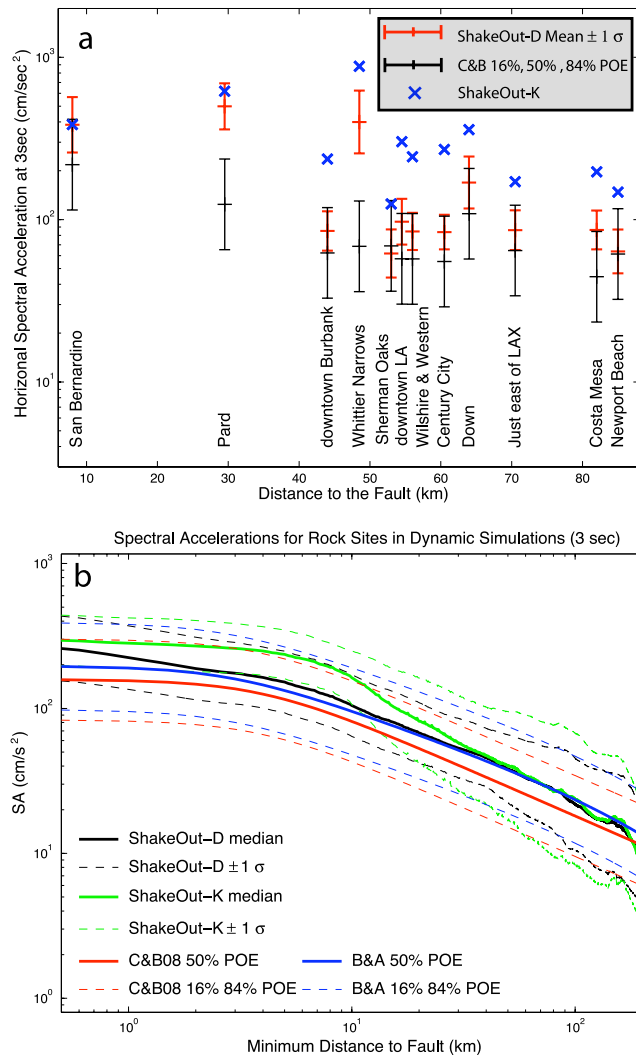 a
ShakeOut-D Mean ± 1 σ
C&B 16%, 50% , 84% POE
ShakeOut-K
Horizonal Spectral Acceleration at 3sec (cm/sec²)
10³
10²
10¹
San Bernardino
Pard
downtown Burbank
Whittier Narrows
Sherman Oaks
downtown LA
Wilshire & Western
Century City
Down
Just east of LAX
Costa Mesa
Newport Beach
10 20 30 40 50 60 70 80
Distance to the Fault (km)
Spectral Accelerations for Rock Sites in Dynamic Simulations (3 sec)
b
SA (cm/s²)
10³
10²
10¹
10⁰
ShakeOut–D median
ShakeOut–D ± 1 σ
ShakeOut–K median
ShakeOut–K ± 1 σ
C&B08 50% POE
C&B08 16% 84% POE
B&A 50% POE
B&A 16% 84% POE
10⁰ 10¹ 10²
Minimum Distance to Fault (km)